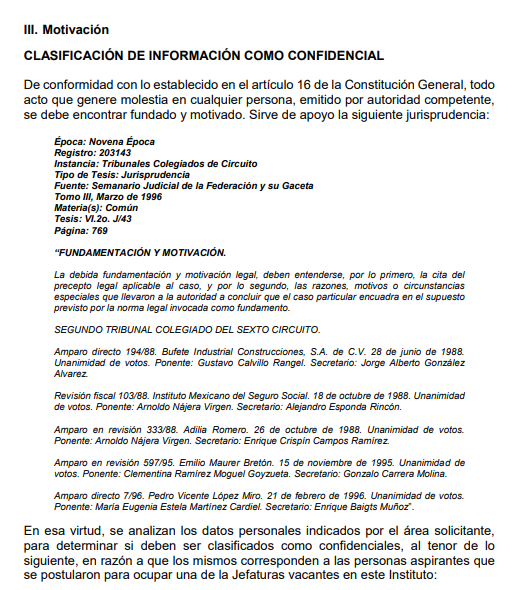 III. Motivación
CLASIFICACIÓN DE INFORMACIÓN COMO CONFIDENCIAL
De conformidad con lo establecido en el artículo 16 de la Constitución General, todo
acto que genere molestia en cualquier persona, emitido por autoridad competente,
se debe encontrar fundado y motivado. Sirve de apoyo la siguiente jurisprudencia:
Época: Novena Época
Registro: 203143
Instancia: Tribunales Colegiados de Circuito
Tipo de Tesis: Jurisprudencia
Fuente: Semanario Judicial de la Federación y su Gaceta
Tomo III, Marzo de 1996
Materia(s): Común
Tesis: VI.2o. J/43
Página: 769
“FUNDAMENTACIÓN Y MOTIVACIÓN.
La debida fundamentación y motivación legal, deben entenderse, por lo primero, la cita del
precepto legal aplicable al caso, y por lo segundo, las razones, motivos o circunstancias
especiales que llevaron a la autoridad a concluir que el caso particular encuadra en el supuesto
previsto por la norma legal invocada como fundamento.
SEGUNDO TRIBUNAL COLEGIADO DEL SEXTO CIRCUITO.
Amparo directo 194/88. Bufete Industrial Construcciones, S.A. de C.V. 28 de junio de 1988.
Unanimidad de votos. Ponente: Gustavo Calvillo Rangel. Secretario: Jorge Alberto González
Alvarez.
Revisión fiscal 103/88. Instituto Mexicano del Seguro Social. 18 de octubre de 1988. Unanimidad
de votos. Ponente: Arnoldo Nájera Virgen. Secretario: Alejandro Esponda Rincón.
Amparo en revisión 333/88. Adilia Romero. 26 de octubre de 1988. Unanimidad de votos.
Ponente: Arnoldo Nájera Virgen. Secretario: Enrique Crispín Campos Ramírez.
Amparo en revisión 597/95. Emilio Maurer Bretón. 15 de noviembre de 1995. Unanimidad de
votos. Ponente: Clementina Ramírez Moguel Goyzueta. Secretario: Gonzalo Carrera Molina.
Amparo directo 7/96. Pedro Vicente López Miro. 21 de febrero de 1996. Unanimidad de votos.
Ponente: María Eugenia Estela Martínez Cardiel. Secretario: Enrique Baigts Muñoz”.
En esa virtud, se analizan los datos personales indicados por el área solicitante,
para determinar si deben ser clasificados como confidenciales, al tenor de lo
siguiente, en razón a que los mismos corresponden a las personas aspirantes que
se postularon para ocupar una de la Jefaturas vacantes en este Instituto: